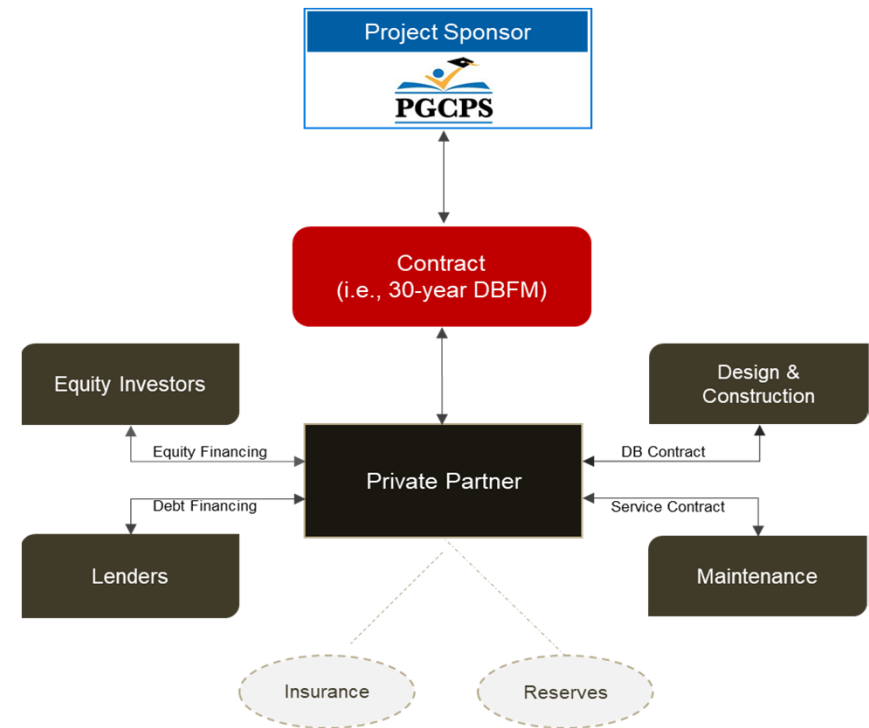 Project Sponsor
PGCPS
Contract
(i.e., 30-year DBFM)
Equity Investors
Design &
Construction
Equity Financing
DB Contract
Private Partner
Debt Financing
Service Contract
Lenders
Maintenance
Insurance
Reserves